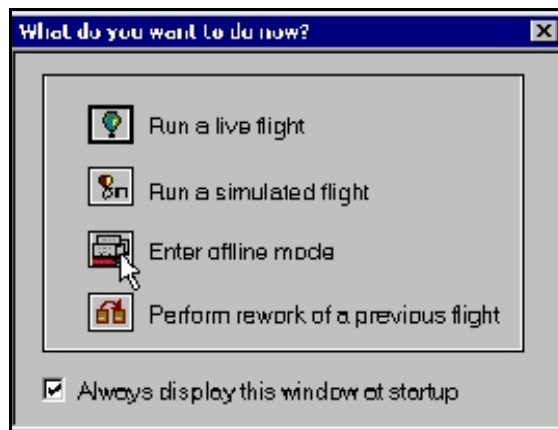 What do you want to do now?
Run a live flight
Run a simulated flight
Enter offline mode
Perform rework of a previous flight
Always display this window at startup